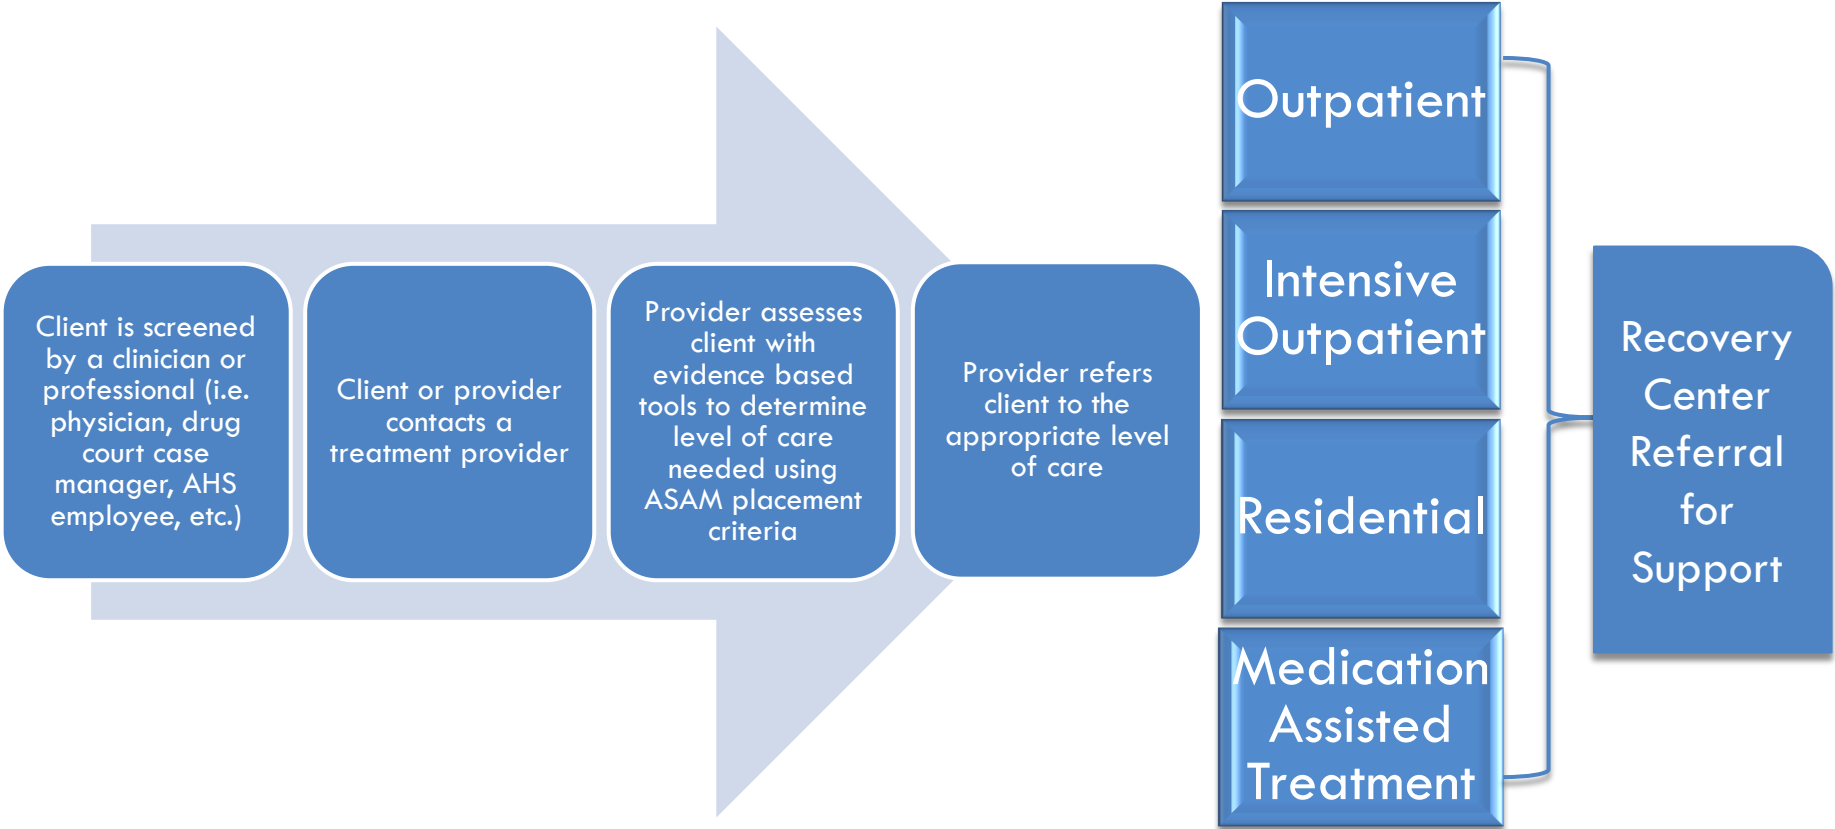 Client is screened
by a clinician or
professional (i.e.
physician, drug
court case
manager, AHS
employee, etc.)
Client or provider
contacts a
treatment provider
Provider assesses
client with
evidence based
tools to determine
level of care
needed using
ASAM placement
criteria
Provider refers
client to the
appropriate level
of care
Outpatient
Intensive
Outpatient
Residential
Medication
Assisted
Treatment
Recovery
Center
Referral
for
Support